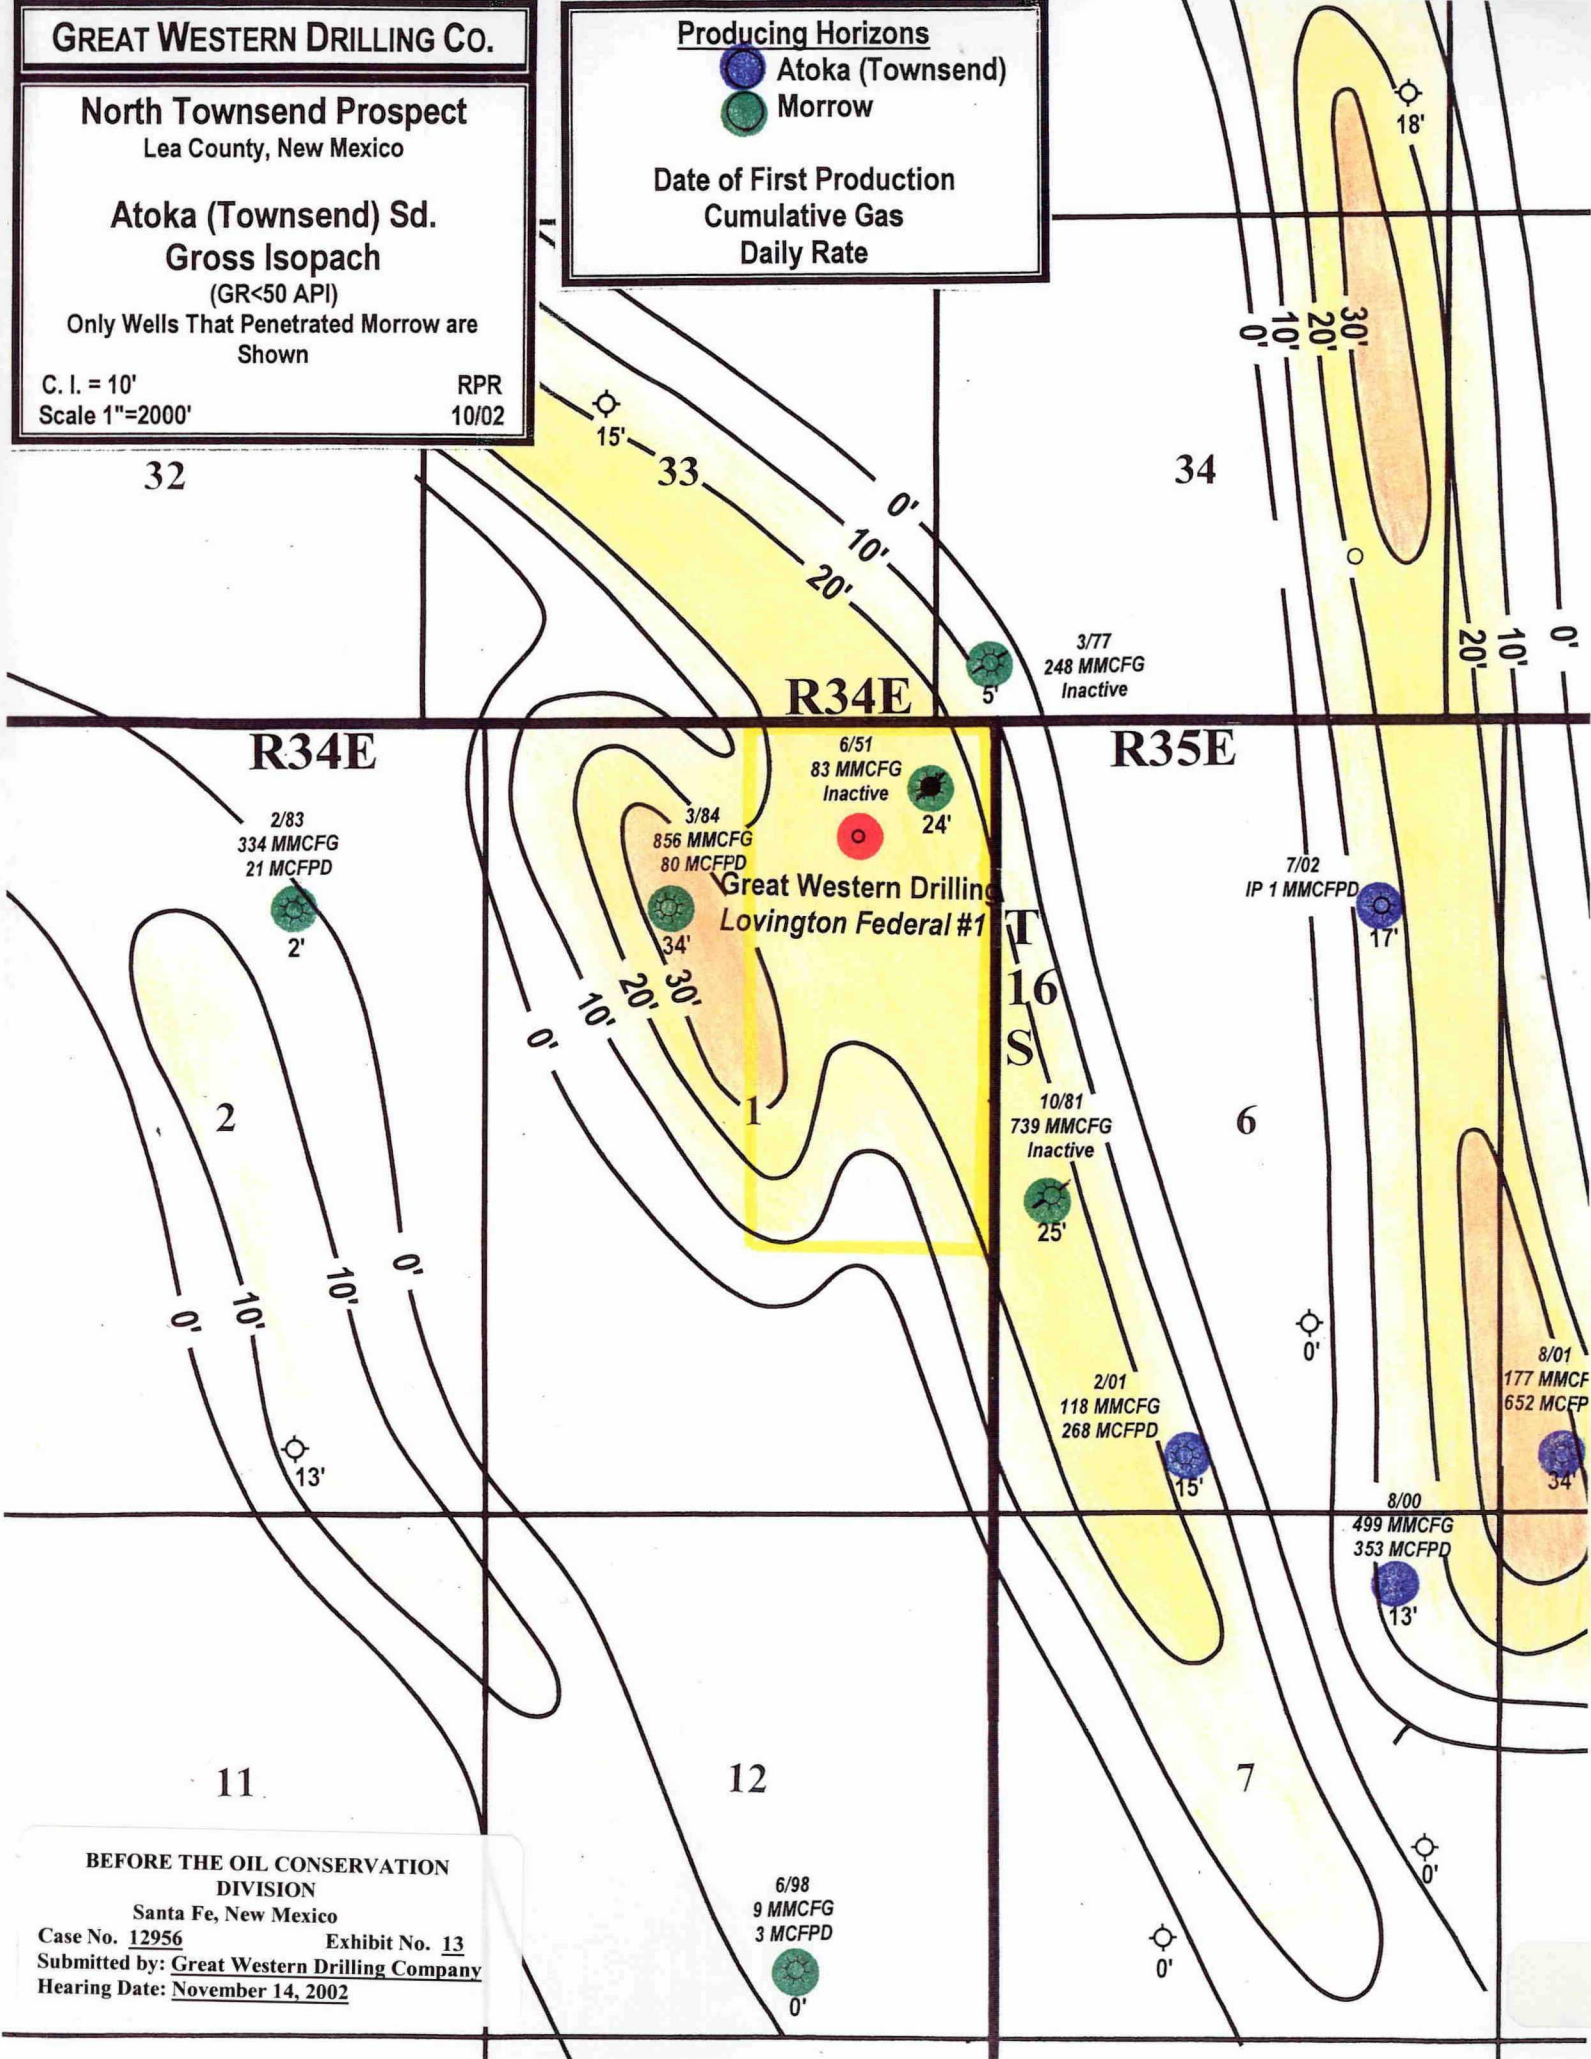 GREAT WESTERN DRILLING CO.
North Townsend Prospect
Lea County, New Mexico
Atoka (Townsend) Sd.
Gross Isopach
(GR<50 API)
Only Wells That Penetrated Morrow are
Shown
C. I. = 10' RPR
Scale 1"=2000' 10/02
Producing Horizons
Atoka (Townsend)
Morrow
Date of First Production
Cumulative Gas
Daily Rate
18'
0' 10' 20' 30'
15'
32
33
34
0'
10'
20'
20' 10' 0'
3/77
248 MMCFG
Inactive
5'
R34E
R34E
R35E
6/51
83 MMCFG
Inactive
24'
2/83
334 MMCFG
21 MCFPD
2'
3/84
856 MMCFG
80 MCFPD
34'
Great Western Drilling
Lovington Federal #1
7/02
IP 1 MMCFPD
17'
T
16
S
0' 10' 20' 30'
2
1
6
10/81
739 MMCFG
Inactive
25'
0' 10' 10' 0'
0'
8/01
177 MMCF
652 MCFP
34'
2/01
118 MMCFG
268 MCFPD
15'
13'
8/00
499 MMCFG
353 MCFPD
13'
11
12
7
0'
6/98
9 MMCFG
3 MCFPD
0'
0'
BEFORE THE OIL CONSERVATION
DIVISION
Santa Fe, New Mexico
Case No. 12956 Exhibit No. 13
Submitted by: Great Western Drilling Company
Hearing Date: November 14, 2002